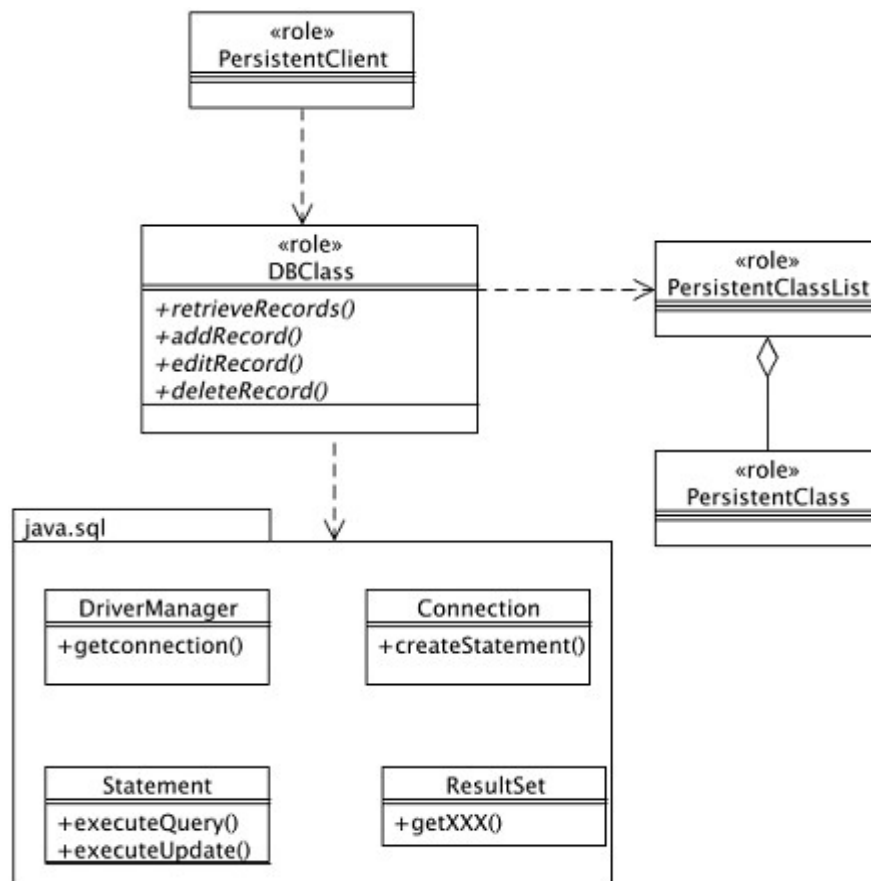 «role»
PersistentClient
«role»
DBClass
+retrieveRecords()
+addRecord()
+editRecord()
+deleteRecord()
«role»
PersistentClassList
«role»
PersistentClass
java.sql
DriverManager
+getconnection()
Connection
+createStatement()
Statement
+executeQuery()
+executeUpdate()
ResultSet
+getXXX()